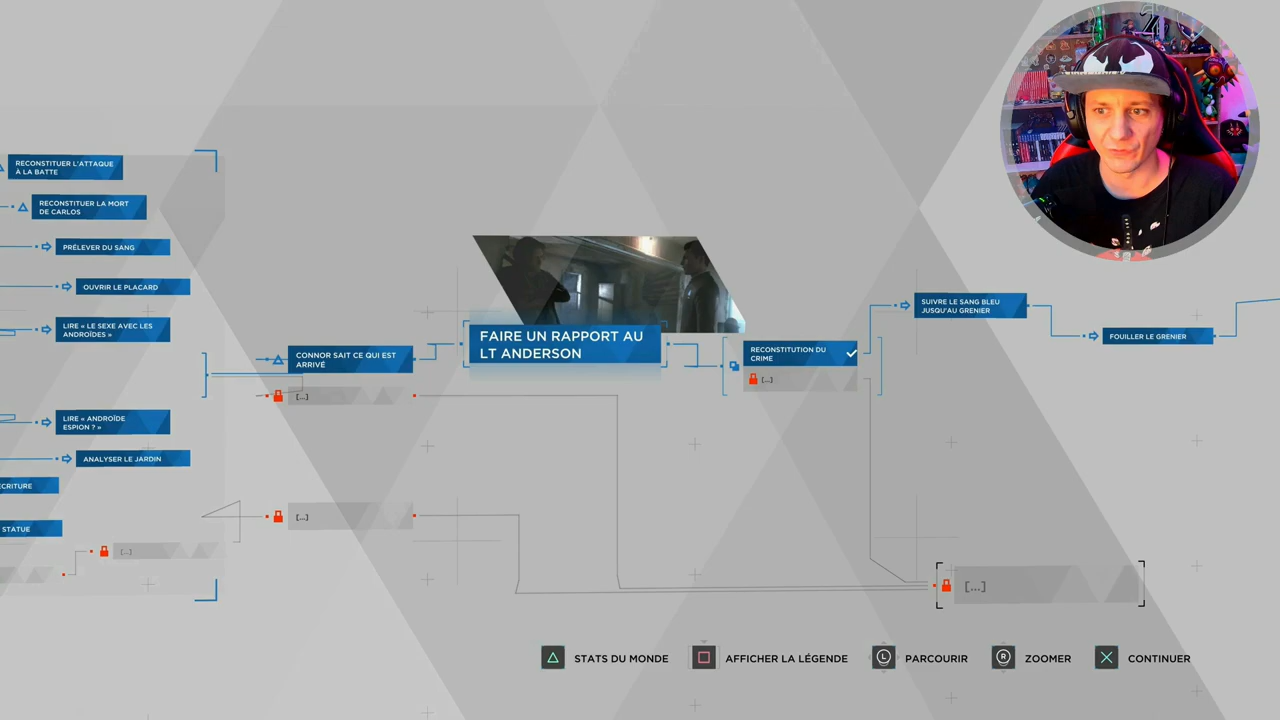 RECONSTITUER L'ATTAQUE
À LA BATTE
RECONSTITUER LA MORT
DE CARLOS
PRÉLEVER DU SANG
OUVRIR LE PLACARD
LIRE « LE SEXE AVEC LES
ANDROÏDES »
LIRE « ANDROÏDE
ESPION ? »
ANALYSER LE JARDIN
ECRITURE
STATUE
[...]
CONNOR SAIT CE QUI EST
ARRIVÉ
[...]
[...]
FAIRE UN RAPPORT AU
LT ANDERSON
RECONSTITUTION DU
CRIME
[...]
SUIVRE LE SANG BLEU
JUSQU'AU GRENIER
FOUILLER LE GRENIER
[...]
STATS DU MONDE
AFFICHER LA LÉGENDE
L PARCOURIR
R ZOOMER
CONTINUER